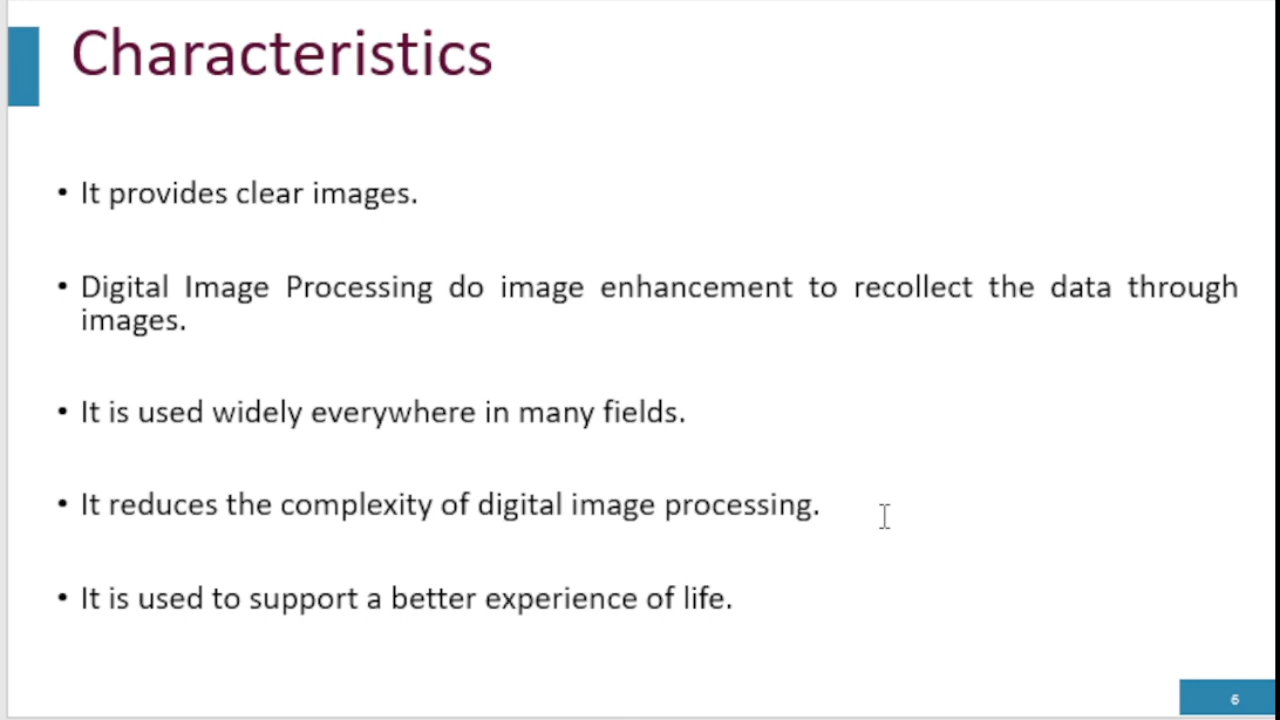 Characteristics
• It provides clear images.
• Digital Image Processing do image enhancement to recollect the data through
images.
• It is used widely everywhere in many fields.
• It reduces the complexity of digital image processing.
• It is used to support a better experience of life.
6